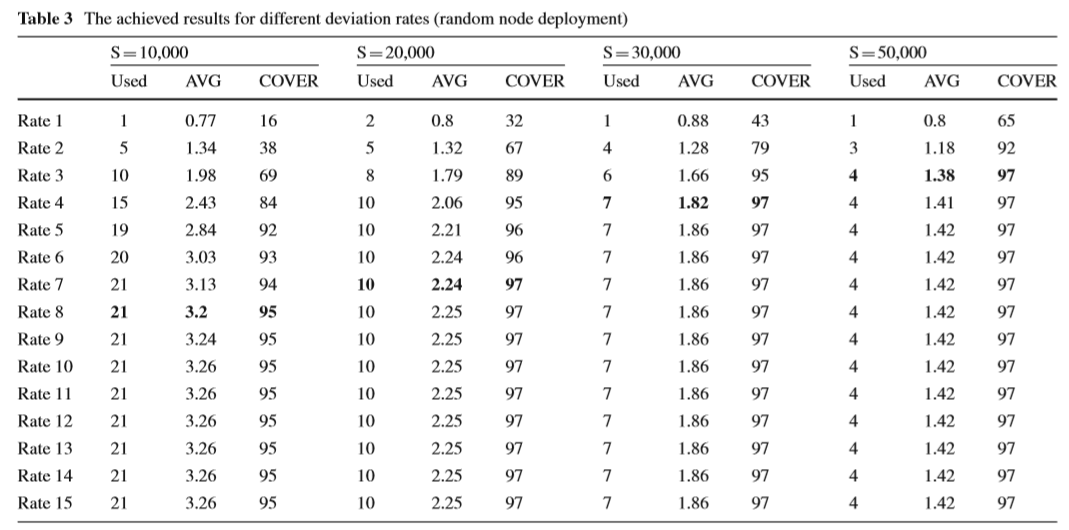 Table 3 The achieved results for different deviation rates (random node deployment)
S=10,000 S=20,000 S=30,000 S=50,000
Used AVG COVER Used AVG COVER Used AVG COVER Used AVG COVER
Rate 1 1 0.77 16 2 0.8 32 1 0.88 43 1 0.8 65
Rate 2 5 1.34 38 5 1.32 67 4 1.28 79 3 1.18 92
Rate 3 10 1.98 69 8 1.79 89 6 1.66 95 4 1.38 97
Rate 4 15 2.43 84 10 2.06 95 7 1.82 97 4 1.41 97
Rate 5 19 2.84 92 10 2.21 96 7 1.86 97 4 1.42 97
Rate 6 20 3.03 93 10 2.24 96 7 1.86 97 4 1.42 97
Rate 7 21 3.13 94 10 2.24 97 7 1.86 97 4 1.42 97
Rate 8 21 3.2 95 10 2.25 97 7 1.86 97 4 1.42 97
Rate 9 21 3.24 95 10 2.25 97 7 1.86 97 4 1.42 97
Rate 10 21 3.26 95 10 2.25 97 7 1.86 97 4 1.42 97
Rate 11 21 3.26 95 10 2.25 97 7 1.86 97 4 1.42 97
Rate 12 21 3.26 95 10 2.25 97 7 1.86 97 4 1.42 97
Rate 13 21 3.26 95 10 2.25 97 7 1.86 97 4 1.42 97
Rate 14 21 3.26 95 10 2.25 97 7 1.86 97 4 1.42 97
Rate 15 21 3.26 95 10 2.25 97 7 1.86 97 4 1.42 97